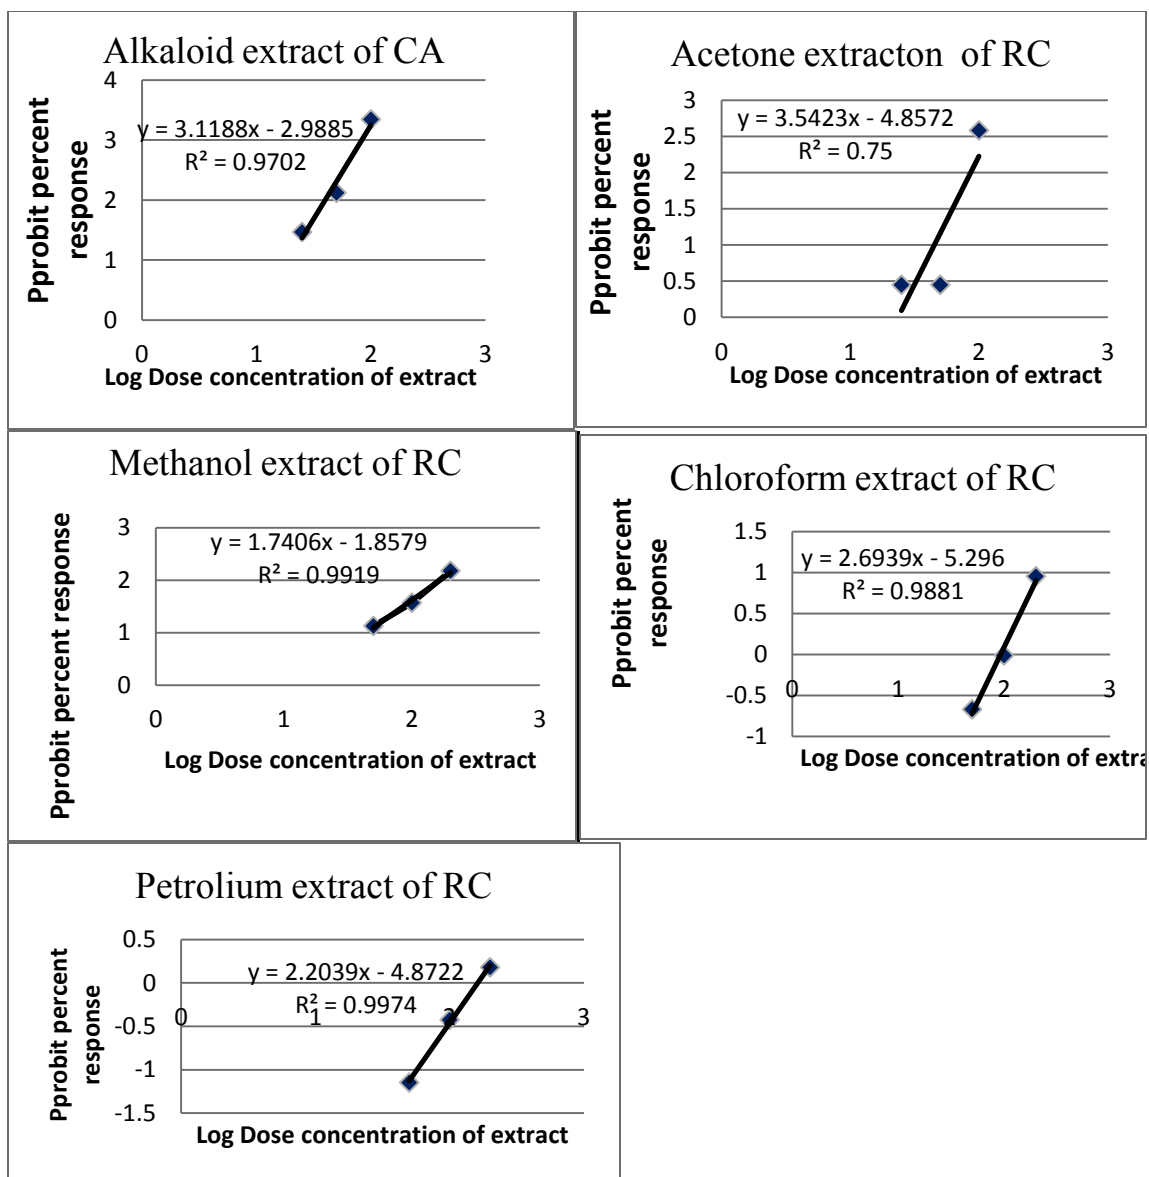 Alkaloid extract of CA
4
3
2
1
0
y = 3.1188x - 2.9885
R² = 0.9702
0 1 2 3
Pprobit percent
response
Log Dose concentration of extract
Acetone extracton of RC
3
2.5
2
1.5
1
0.5
0
y = 3.5423x - 4.8572
R² = 0.75
0 1 2 3
Pprobit percent
response
Log Dose concentration of extract
Methanol extract of RC
3
2
1
0
y = 1.7406x - 1.8579
R² = 0.9919
0 1 2 3
Pprobit percent response
Log Dose concentration of extract
Chloroform extract of RC
1.5
1
0.5
0
-0.5
-1
y = 2.6939x - 5.296
R² = 0.9881
0 1 2 3
Pprobit percent
response
Log Dose concentration of extra
Petrolium extract of RC
0.5
0
-0.5
-1
-1.5
y = 2.2039x - 4.8722
R² = 0.9974
0 1 2 3
Pprobit percent
response
Log Dose concentration of extract